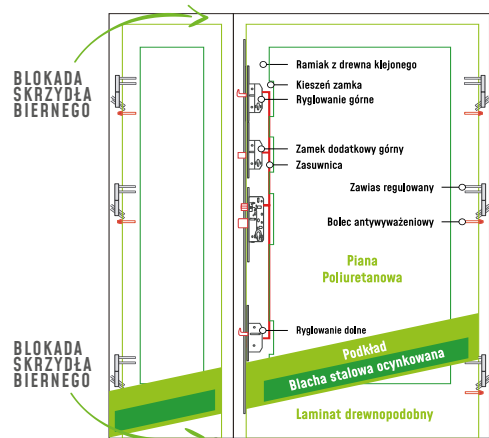 BLOKADA
SKRZYDŁA
BIERNEGO
Ramiak z drewna klejonego
Kieszeń zamka
Ryglowanie górne
Zamek dodatkowy górny
Zasuwnica
Zawias regulowany
Bolec antywyważeniowy
Piana
Poliuretanowa
Ryglowanie dolne
BLOKADA
SKRZYDŁA
BIERNEGO
Podkład
Blacha stalowa ocynkowana
Laminat drewnopodobny